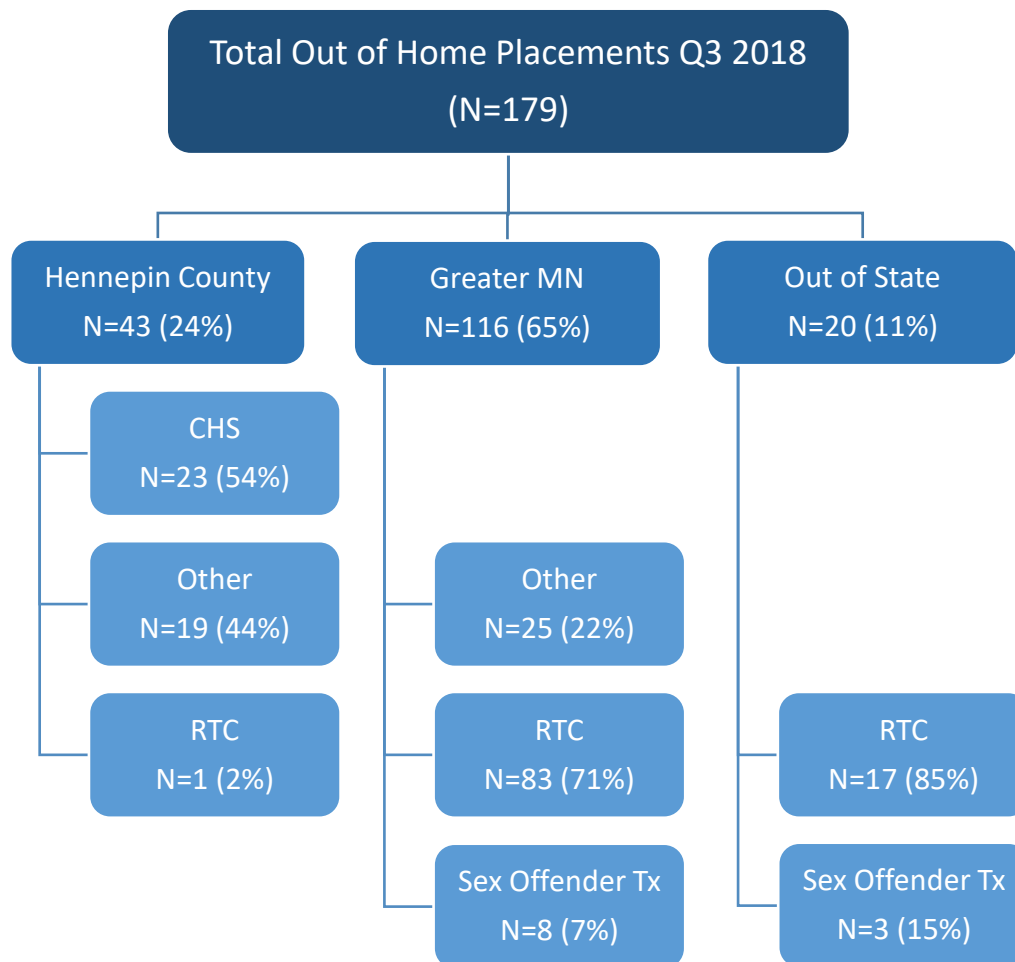 Total Out of Home Placements Q3 2018
(N=179)
Hennepin County
N=43 (24%)
Greater MN
N=116 (65%)
Out of State
N=20 (11%)
CHS
N=23 (54%)
Other
N=19 (44%)
RTC
N=1 (2%)
Other
N=25 (22%)
RTC
N=83 (71%)
Sex Offender Tx
N=8 (7%)
RTC
N=17 (85%)
Sex Offender Tx
N=3 (15%)